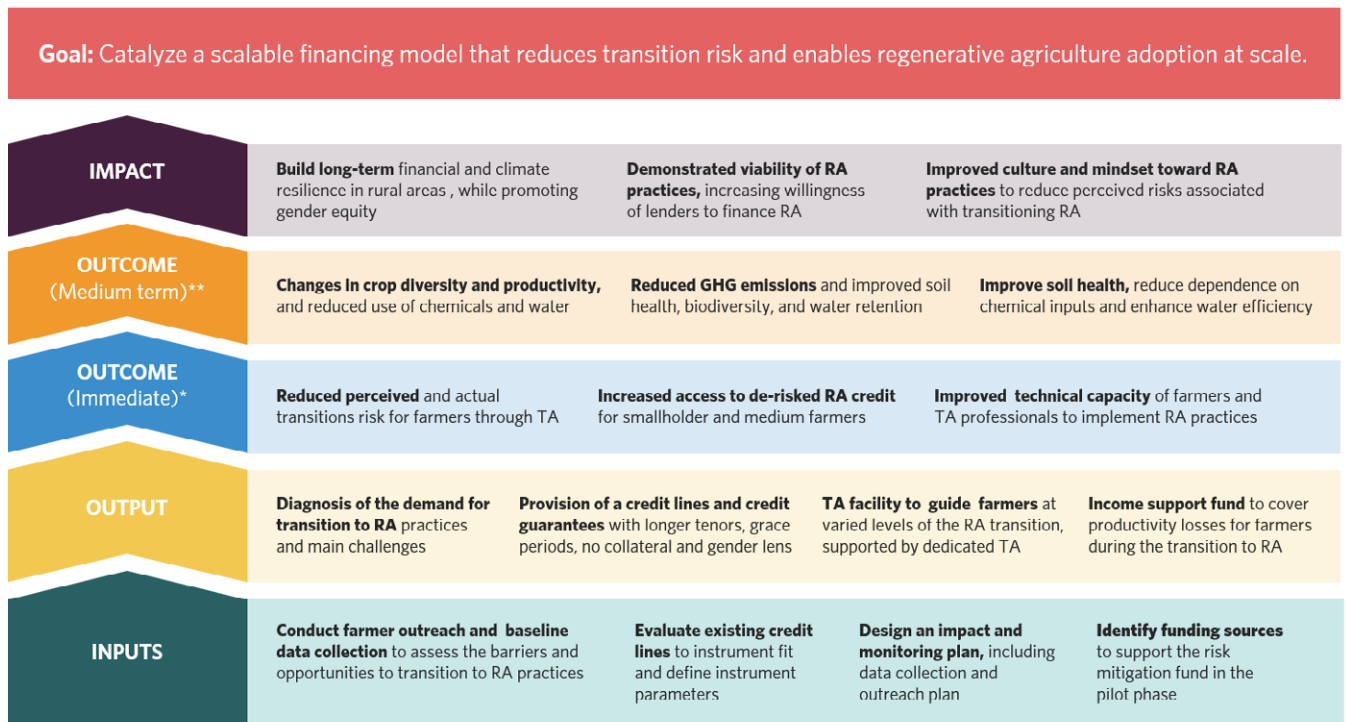 Goal: Catalyze a scalable financing model that reduces transition risk and enables regenerative agriculture adoption at scale.
IMPACT
Build long-term financial and climate
resilience in rural areas , while promoting
gender equity
Demonstrated viability of RA
practices, increasing willingness
of lenders to finance RA
Improved culture and mindset toward RA
practices to reduce perceived risks associated
with transitioning RA
OUTCOME
(Medium term)**
Changes in crop diversity and productivity,
and reduced use of chemicals and water
Reduced GHG emissions and improved soil
health, biodiversity, and water retention
Improve soil health, reduce dependence on
chemical inputs and enhance water efficiency
OUTCOME
(Immediate)*
Reduced perceived and actual
transitions risk for farmers through TA
Increased access to de-risked RA credit
for smallholder and medium farmers
Improved technical capacity of farmers and
TA professionals to implement RA practices
OUTPUT
Diagnosis of the demand for
transition to RA practices
and main challenges
Provision of a credit lines and credit
guarantees with longer tenors, grace
periods, no collateral and gender lens
TA facility to guide farmers at
varied levels of the RA transition,
supported by dedicated TA
Income support fund to cover
productivity losses for farmers
during the transition to RA
INPUTS
Conduct farmer outreach and baseline
data collection to assess the barriers and
opportunities to transition to RA practices
Evaluate existing credit
lines to instrument fit
and define instrument
parameters
Design an impact and
monitoring plan, including
data collection and
outreach plan
Identify funding sources
to support the risk
mitigation fund in the
pilot phase